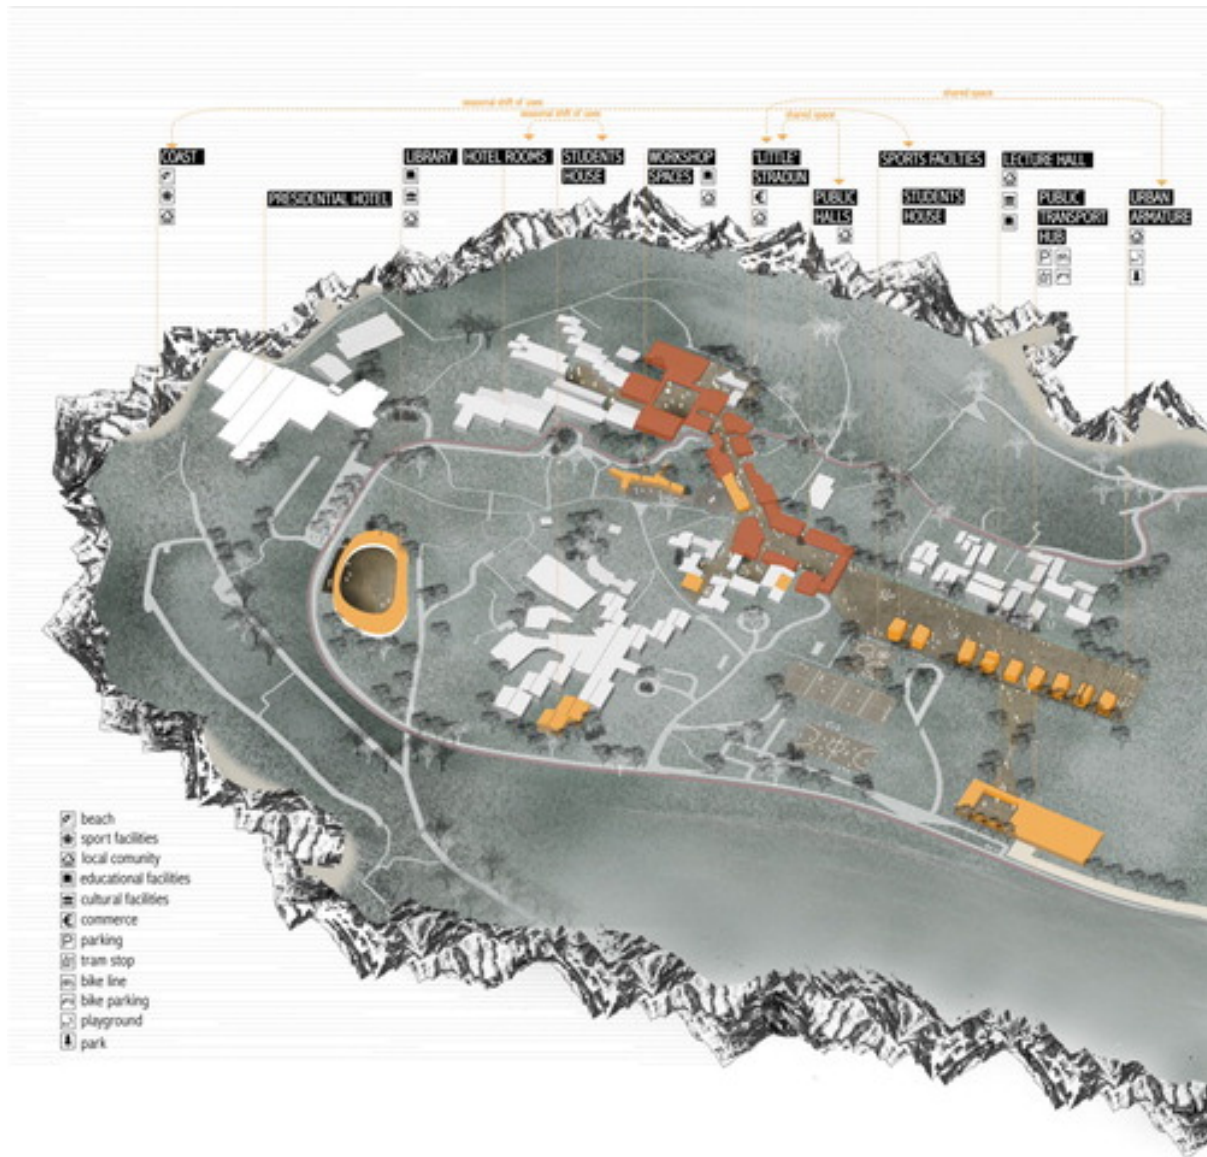 seasonal shift of uses
shared space
seasonal shift of uses
shared space
COAST
LIBRARY
HOTEL ROOMS
STUDENTS
HOUSE
WORKSHOP
SPACES
'LITTLE'
STRADUN
SPORTS FACILTIES
LECTURE HALL
PRESIDENTIAL HOTEL
PUBLIC
HALLS
STUDENTS
HOUSE
PUBLIC
TRANSPORT
HUB
URBAN
ARMATURE
beach
sport facilities
local comunity
educational facilities
cultural facilities
commerce
parking
tram stop
bike line
bike parking
playground
park